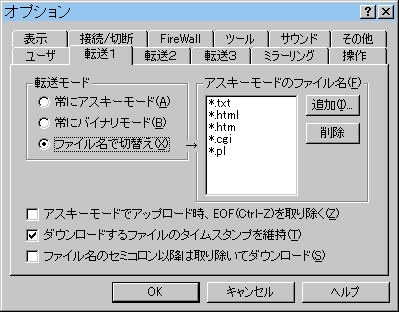 オプション
表示 接続/切断 FireWall ツール サウンド その他
ユーザ 転送1 転送2 転送3 ミラーリング 操作
転送モード
常にアスキーモード(A)
常にバイナリモード(B)
ファイル名で切替え(X)
→
アスキーモードのファイル名(F)
*.txt
*.html
*.htm
*.cgi
*.pl
追加(I)...
削除
アスキーモードでアップロード時、EOF(Ctrl-Z)を取り除く(Z)
ダウンロードするファイルのタイムスタンプを維持(T)
ファイル名のセミコロン以降は取り除いてダウンロード(S)
OK キャンセル ヘルプ